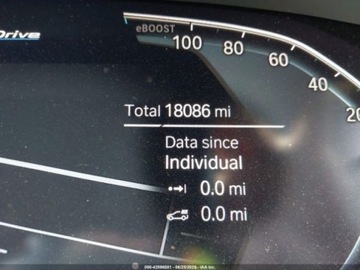 Drive
eBOOST
100
80
60
40
20
Total 18086 mi
Data since
Individual
0.0 mi
0.0 mi